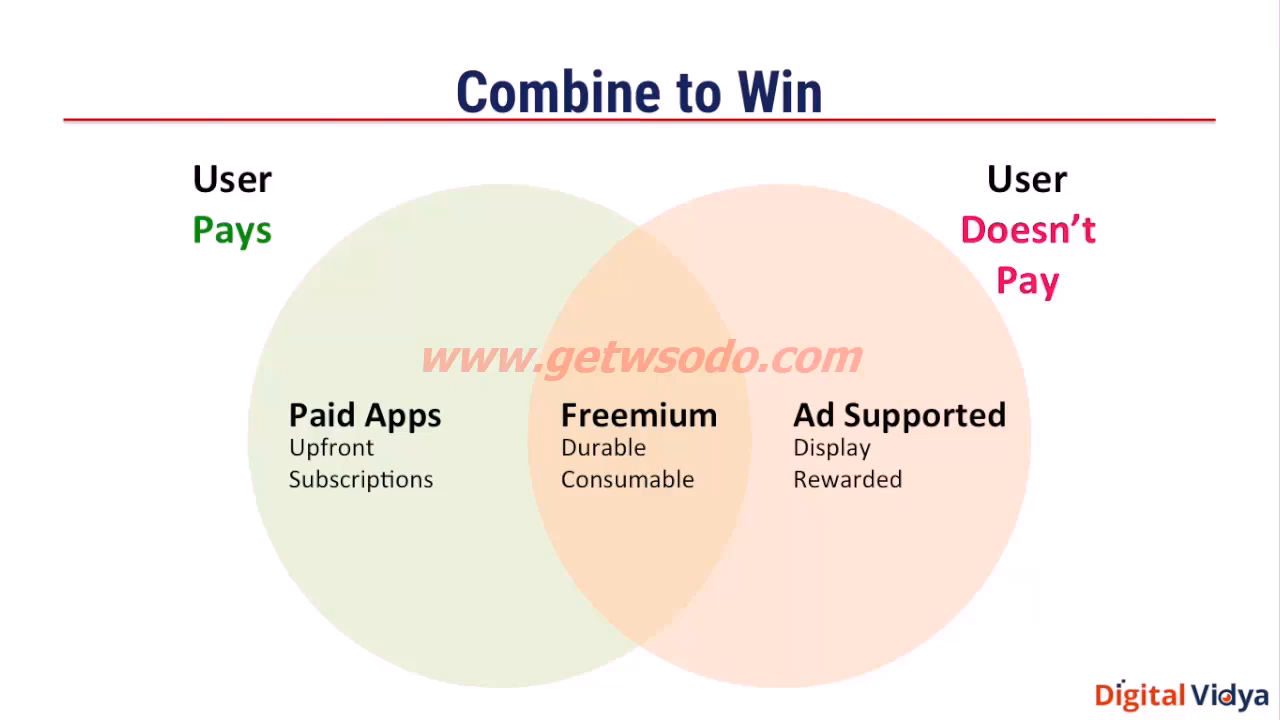 Combine to Win
User
Pays
User
Doesn’t
Pay
www.getwsodo.com
Paid Apps
Upfront
Subscriptions
Freemium
Durable
Consumable
Ad Supported
Display
Rewarded
Digital Vidya